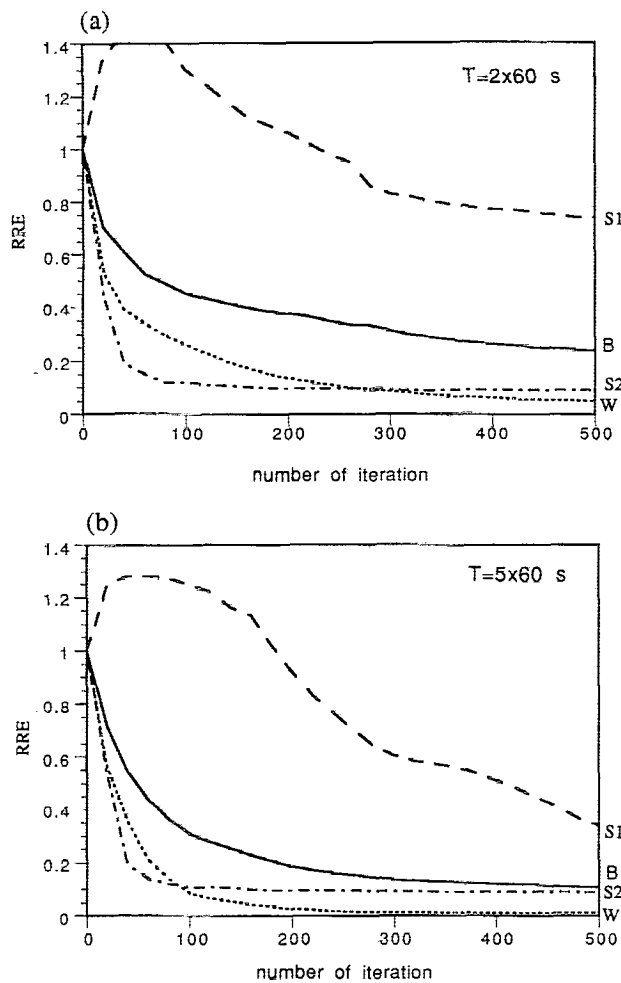 (a)
1.4
T=2x60 s
1.2
1
RRE
0.8
S1
0.6
0.4
B
0.2
S2
W
0
0 100 200 300 400 500
number of iteration
(b)
1.4
T=5x60 s
1.2
1
RRE
0.8
0.6
0.4
S1
0.2
B
S2
W
0
0 100 200 300 400 500
number of iteration